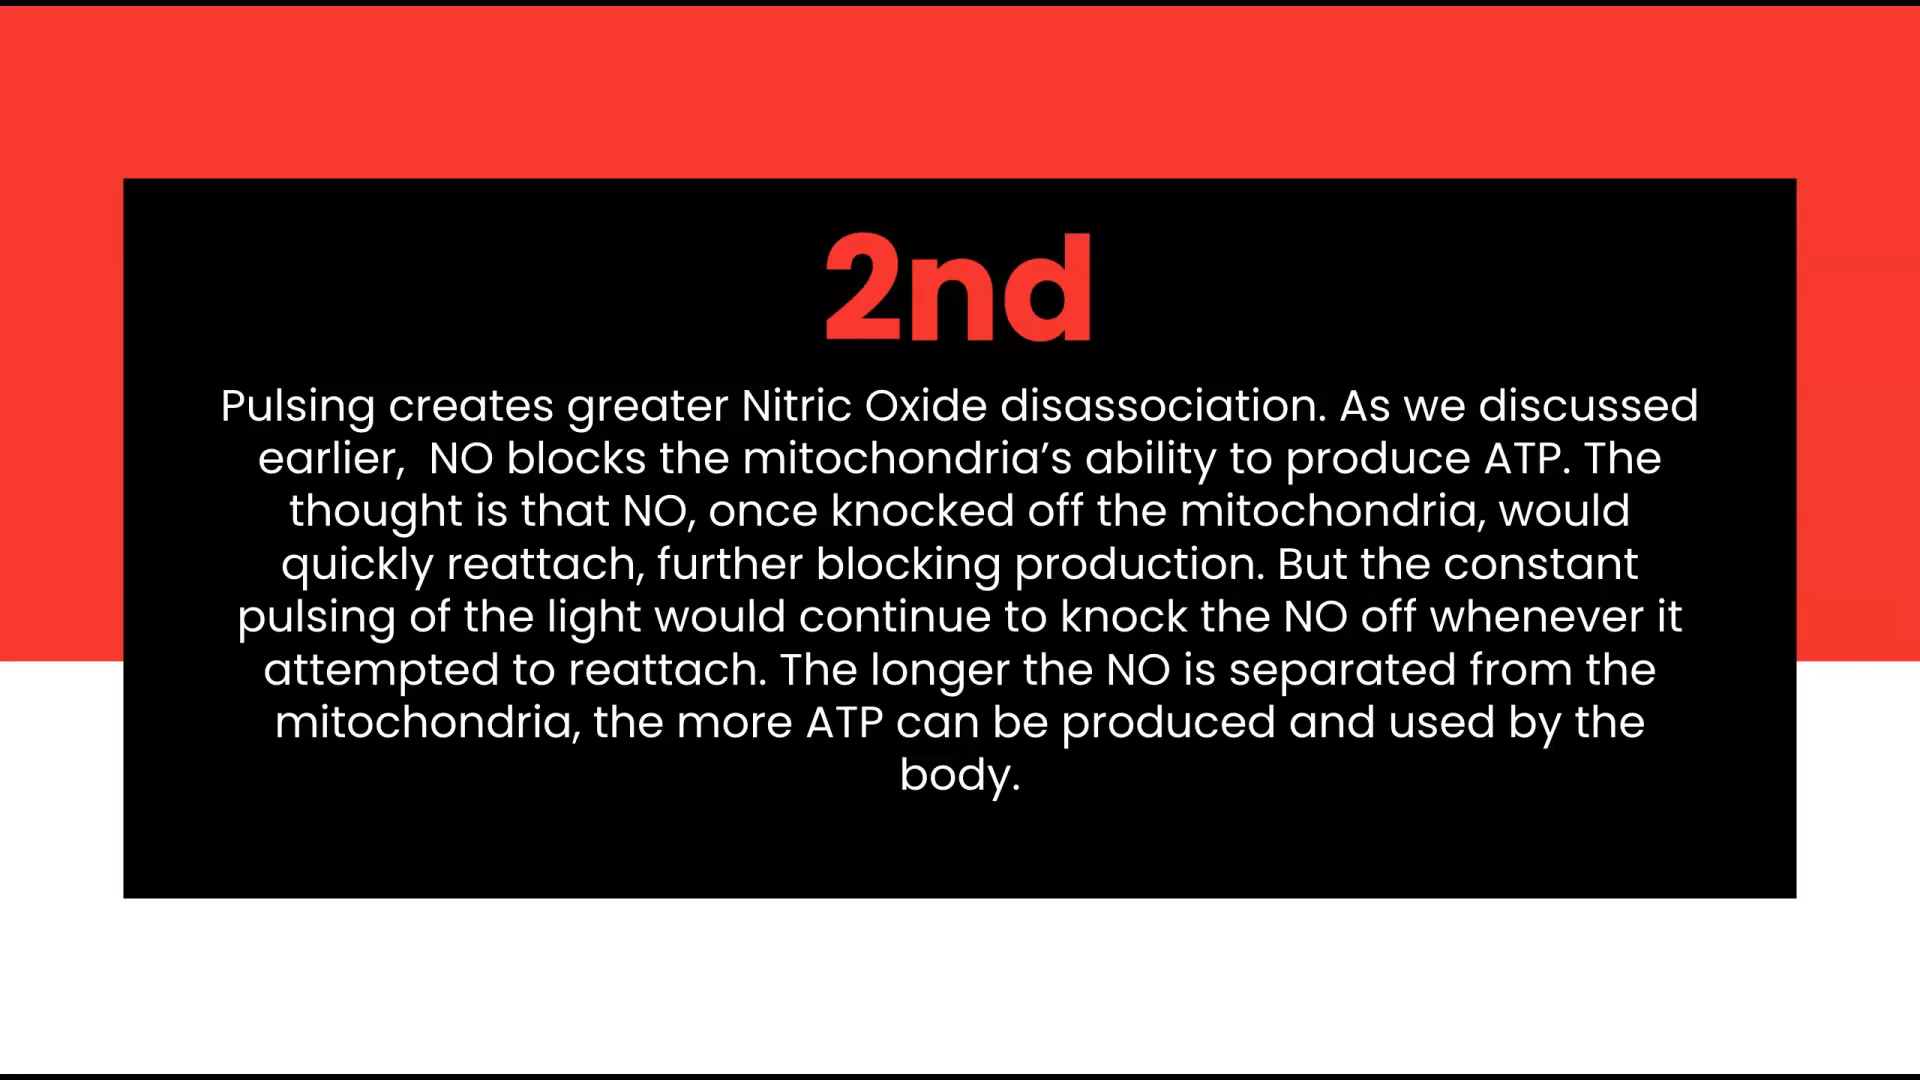 2nd
Pulsing creates greater Nitric Oxide disassociation. As we discussed
earlier,  NO blocks the mitochondria’s ability to produce ATP. The
thought is that NO, once knocked off the mitochondria, would
quickly reattach, further blocking production. But the constant
pulsing of the light would continue to knock the NO off whenever it
attempted to reattach. The longer the NO is separated from the
mitochondria, the more ATP can be produced and used by the
body.